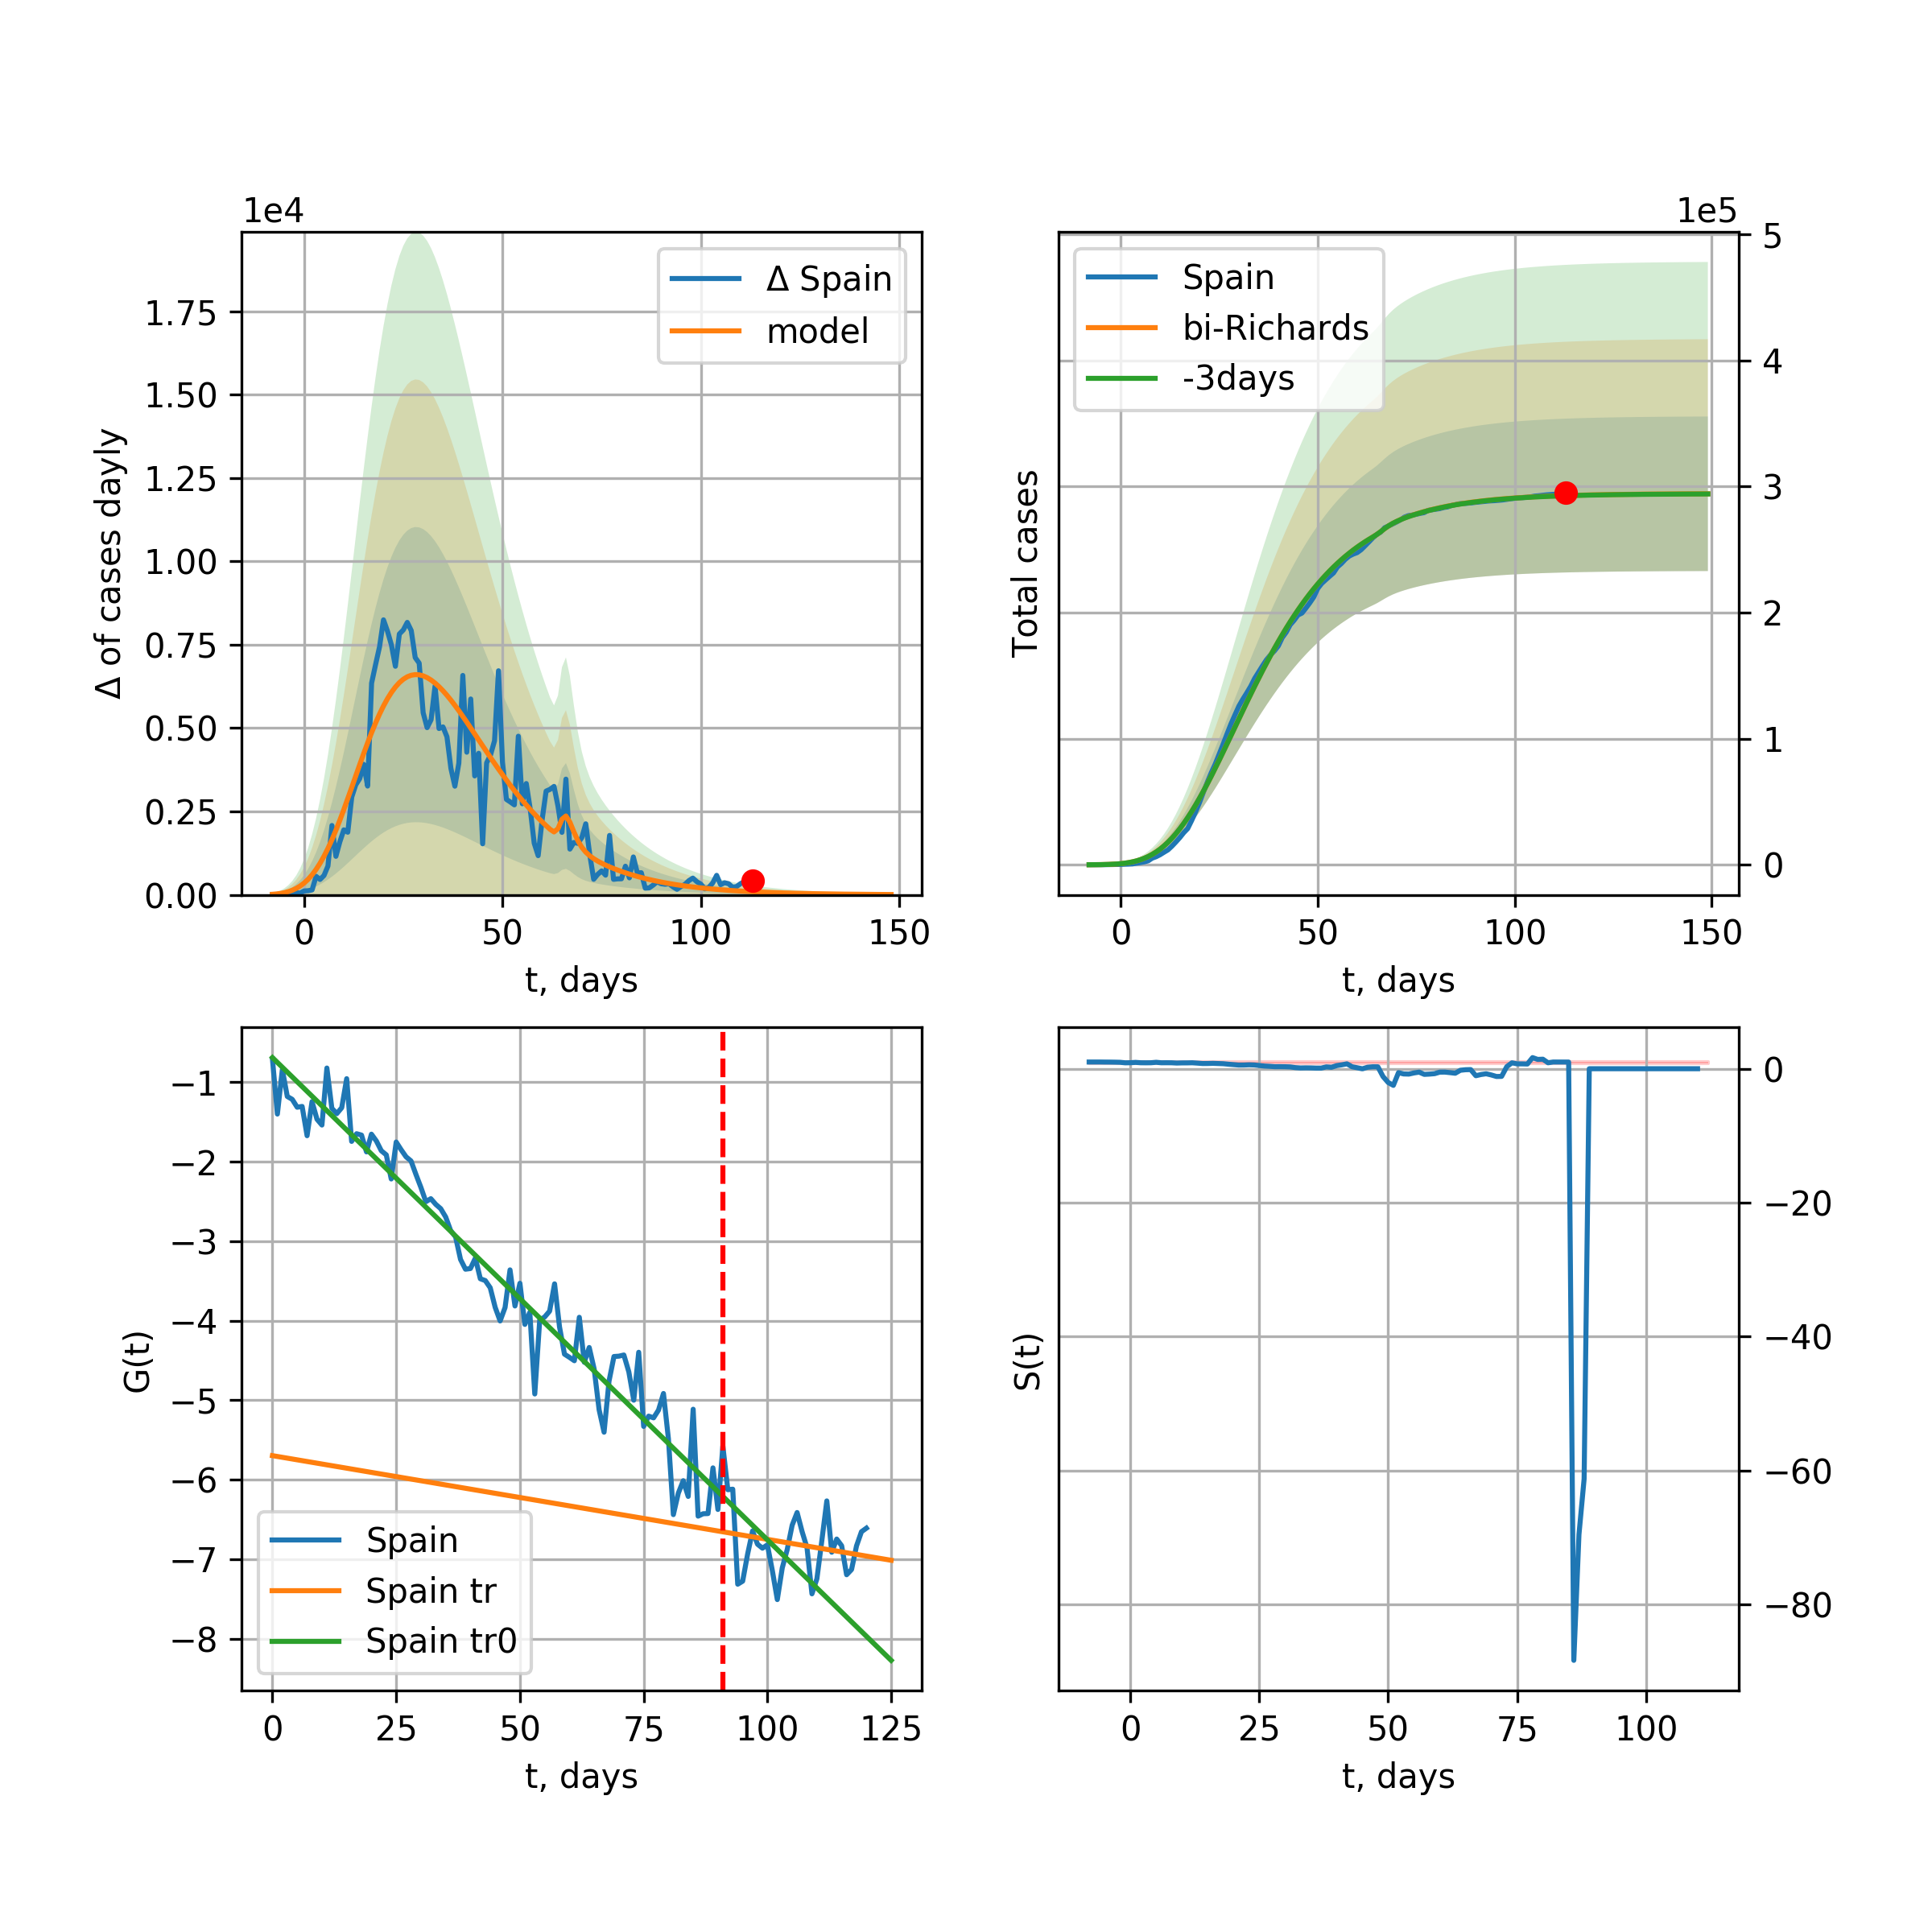 1e4
Δ Spain
model
1.75
1.50
1.25
1.00
0.75
0.50
0.25
0.00
Δ of cases dayly
0
50
100
150
t, days
1e5
Spain
bi-Richards
-3days
5
4
3
2
1
0
Total cases
0
50
100
150
t, days
−1
−2
−3
−4
−5
−6
−7
−8
G(t)
Spain
Spain tr
Spain tr0
0
25
50
75
100
125
t, days
0
−20
−40
−60
−80
S(t)
0
25
50
75
100
t, days